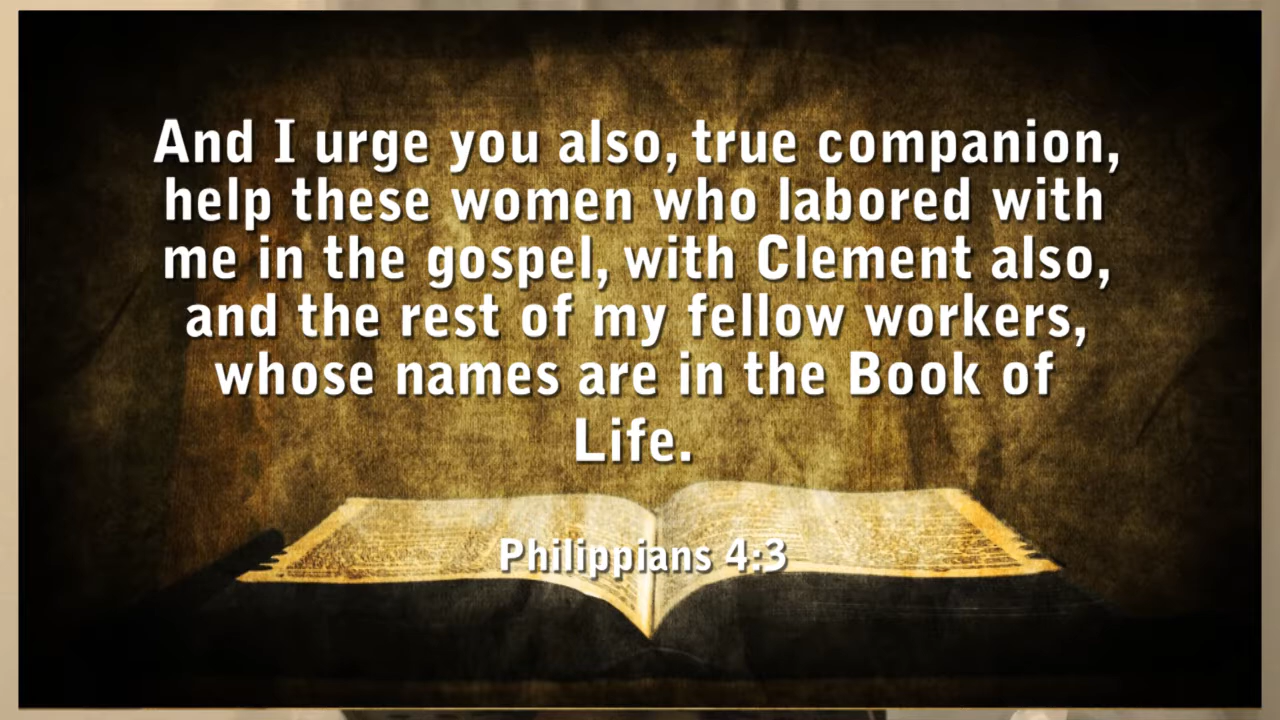 And I urge you also, true companion,
help these women who labored with
me in the gospel, with Clement also,
and the rest of my fellow workers,
whose names are in the Book of
Life.
Philippians 4:3